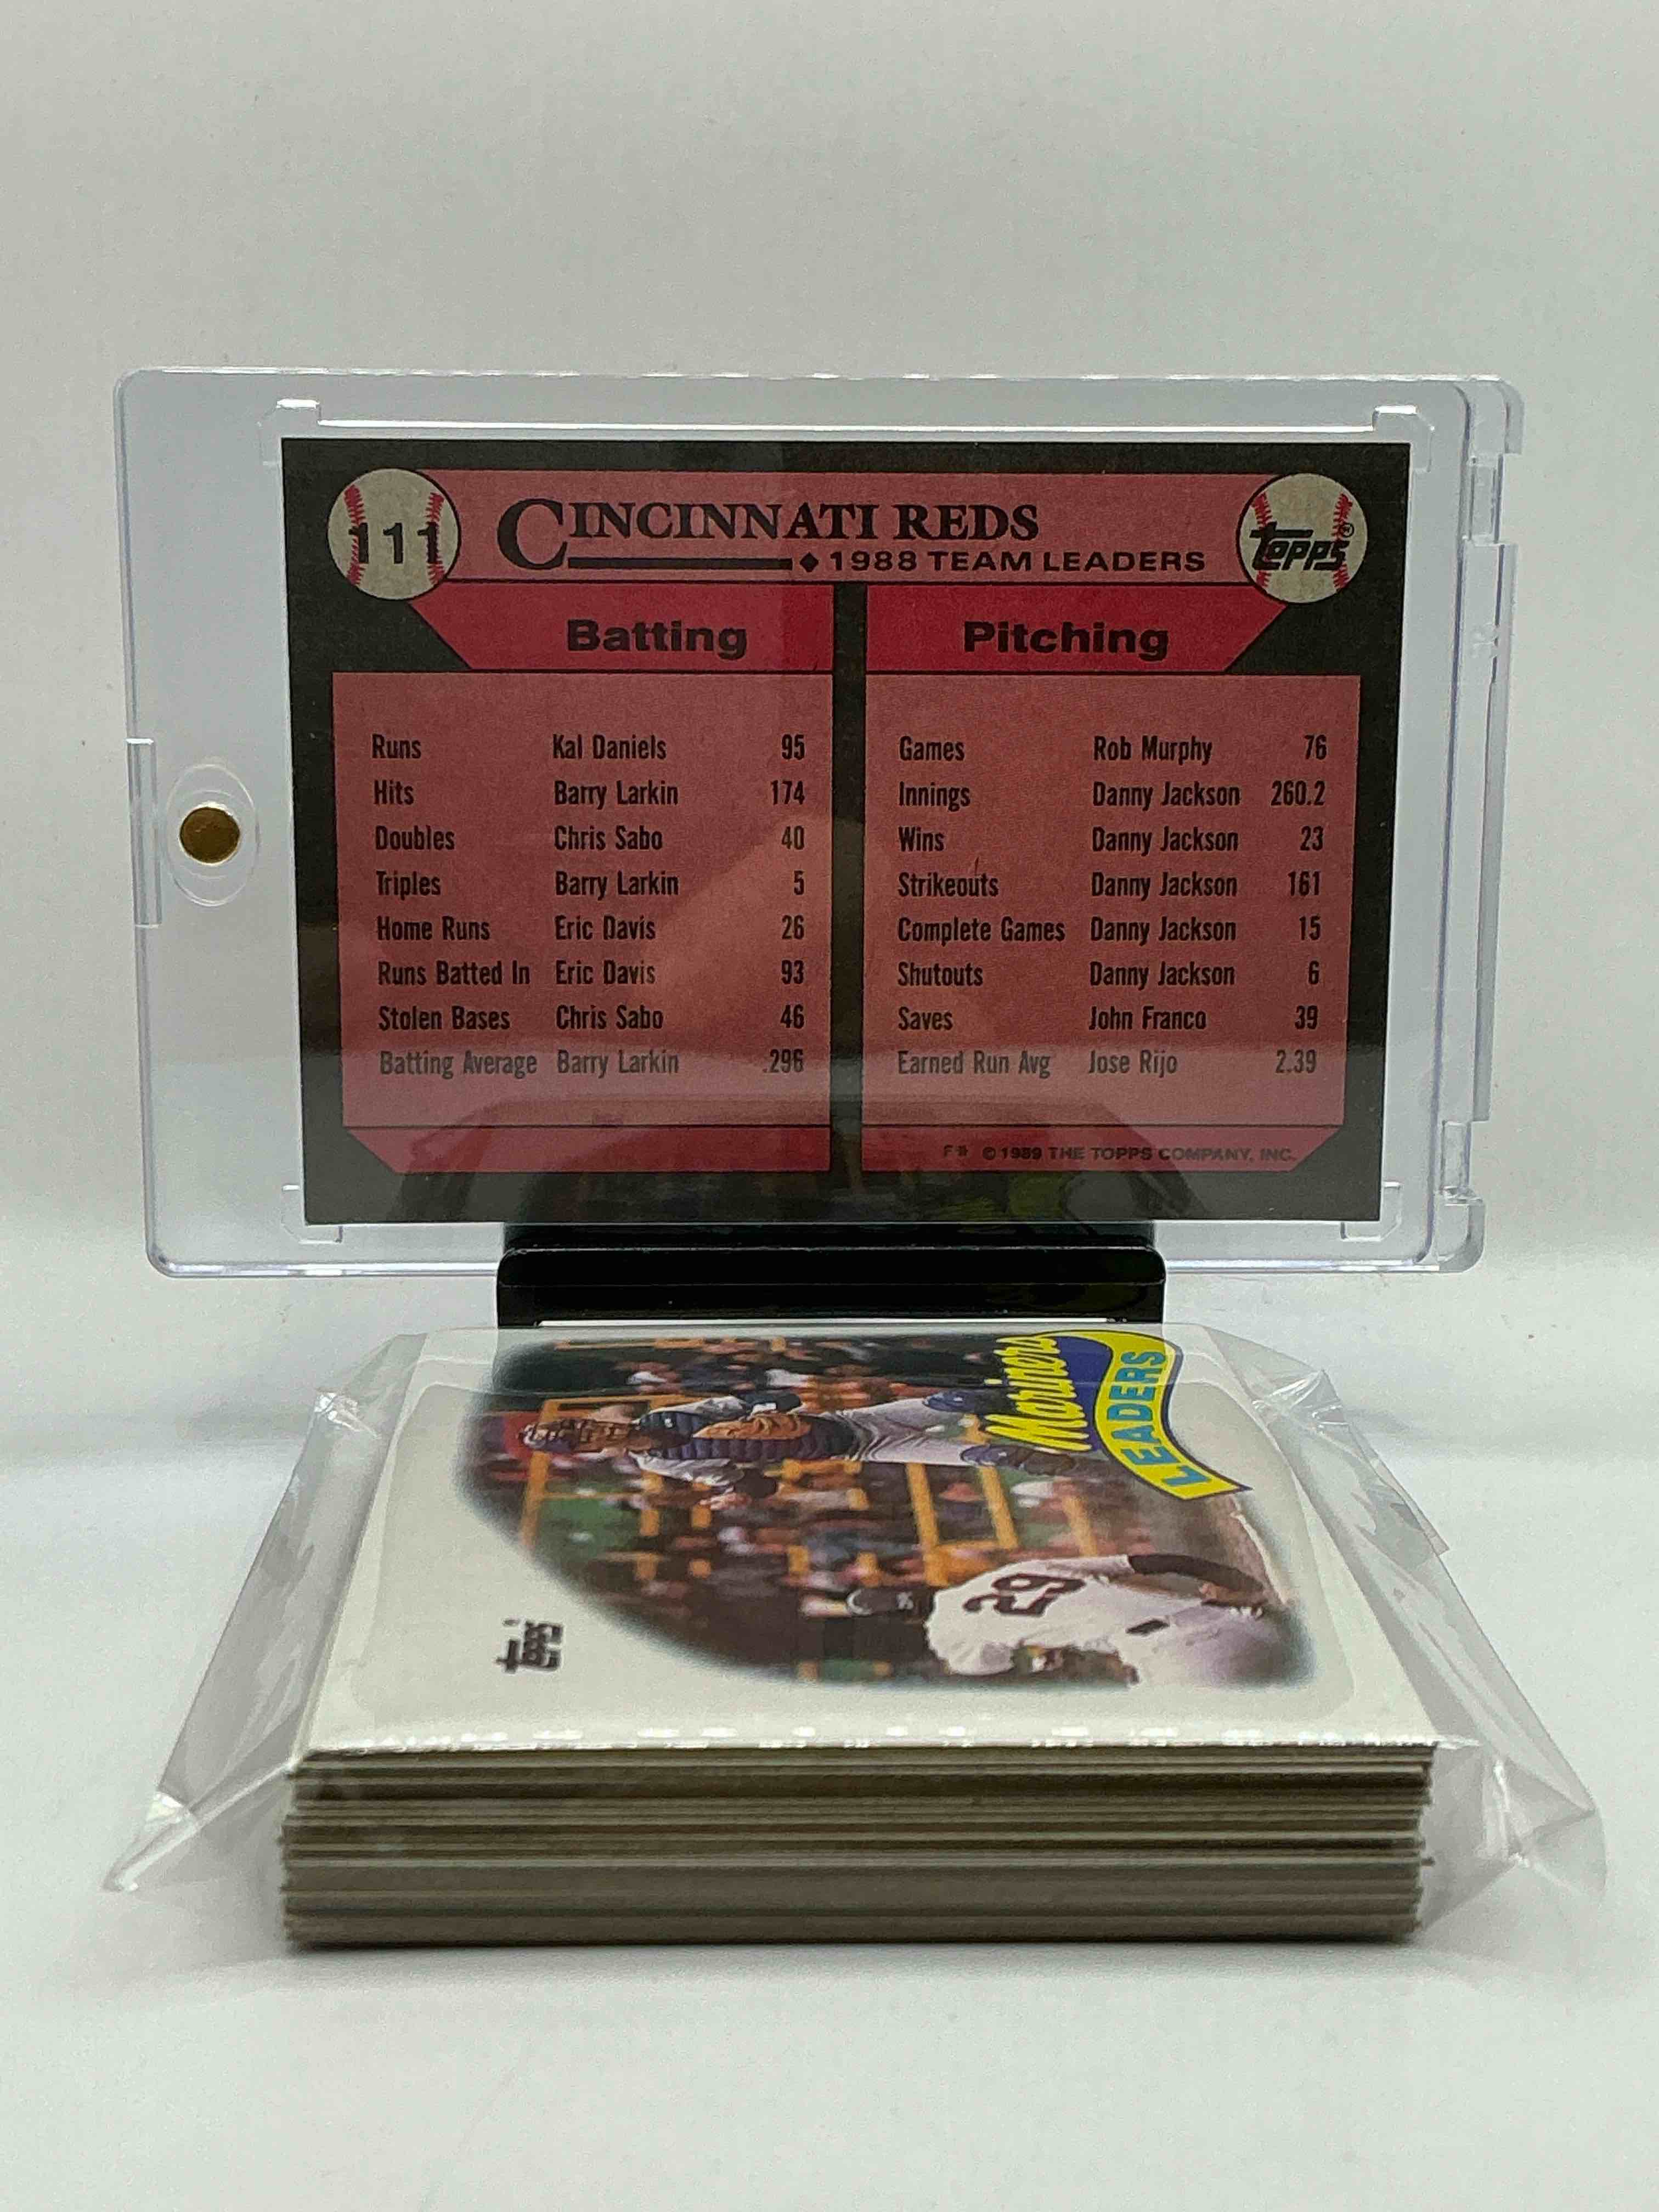 111
CINCINNATI REDS
1988 TEAM LEADERS
TOPPS®
Batting
Runs Kal Daniels 95
Hits Barry Larkin 174
Doubles Chris Sabo 40
Triples Barry Larkin 5
Home Runs Eric Davis 26
Runs Batted In Eric Davis 93
Stolen Bases Chris Sabo 46
Batting Average Barry Larkin .296
Pitching
Games Rob Murphy 76
Innings Danny Jackson 260.2
Wins Danny Jackson 23
Strikeouts Danny Jackson 161
Complete Games Danny Jackson 15
Shutouts Danny Jackson 6
Saves John Franco 39
Earned Run Avg Jose Rijo 2.39
F* © 1989 THE TOPPS COMPANY, INC.
Mariners
LEADERS
29
Topps